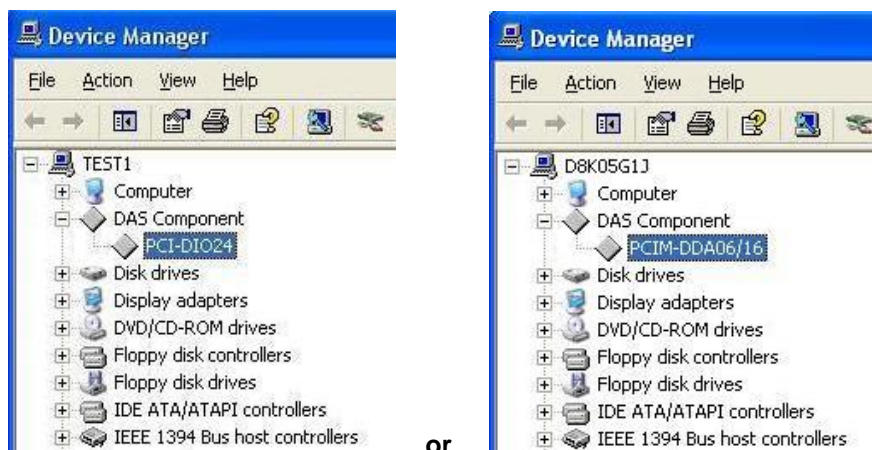 Device Manager
File Action View Help
TEST1
Computer
DAS Component
PCI-DIO24
Disk drives
Display adapters
DVD/CD-ROM drives
Floppy disk controllers
Floppy disk drives
IDE ATA/ATAPI controllers
IEEE 1394 Bus host controllers
or
Device Manager
File Action View Help
D8K05G1J
Computer
DAS Component
PCIM-DDA06/16
Disk drives
Display adapters
DVD/CD-ROM drives
Floppy disk controllers
Floppy disk drives
IDE ATA/ATAPI controllers
IEEE 1394 Bus host controllers